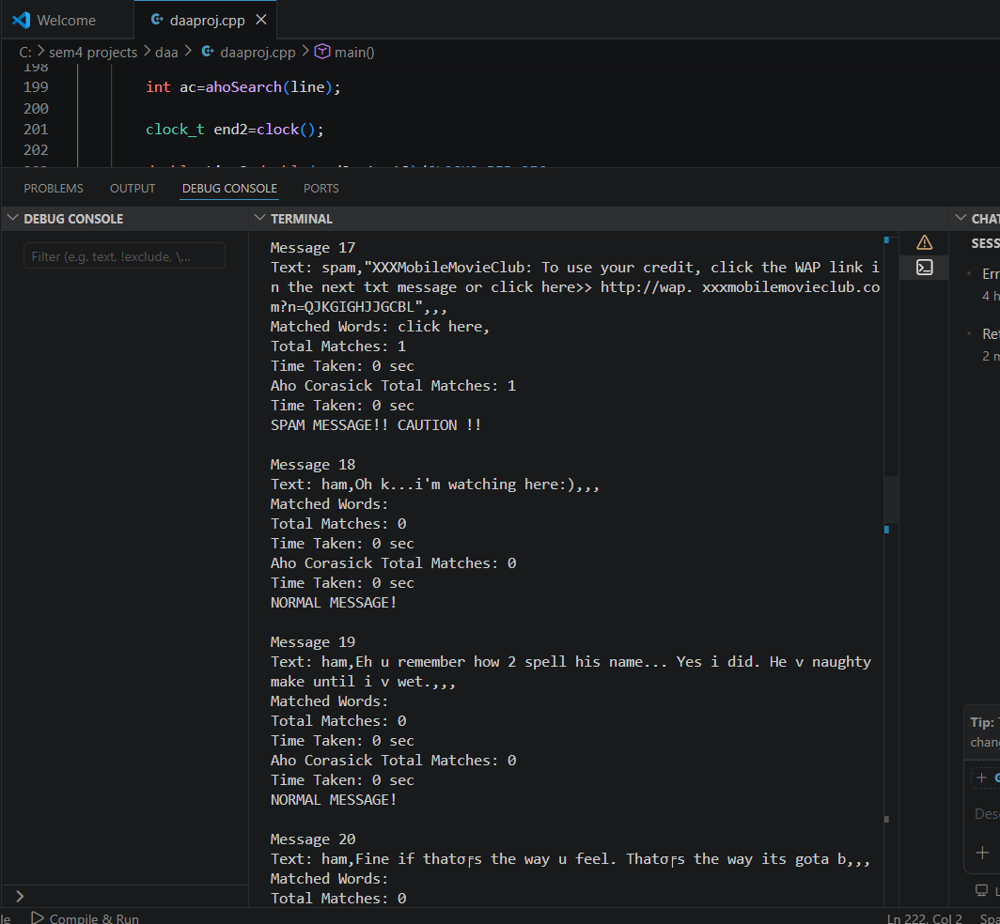 Welcome
daaproj.cpp
C: > sem4 projects > daa > daaproj.cpp > main()
198
199 int ac=ahoSearch(line);
200
201 clock_t end2=clock();
202
PROBLEMS OUTPUT DEBUG CONSOLE PORTS
DEBUG CONSOLE
Filter (e.g. text, !exclude, \...
TERMINAL
Message 17
Text: spam,"XXXMobileMovieClub: To use your credit, click the WAP link i
n the next txt message or click here>> http://wap. xxxmobilemovieclub.co
m?n=QJKGIGHJJGCBL",,,
Matched Words: click here,
Total Matches: 1
Time Taken: 0 sec
Aho Corasick Total Matches: 1
Time Taken: 0 sec
SPAM MESSAGE!! CAUTION !!
Message 18
Text: ham,Oh k...i'm watching here:),,,
Matched Words:
Total Matches: 0
Time Taken: 0 sec
Aho Corasick Total Matches: 0
Time Taken: 0 sec
NORMAL MESSAGE!
Message 19
Text: ham,Eh u remember how 2 spell his name... Yes i did. He v naughty
make until i v wet.,,,
Matched Words:
Total Matches: 0
Time Taken: 0 sec
Aho Corasick Total Matches: 0
Time Taken: 0 sec
NORMAL MESSAGE!
Message 20
Text: ham,Fine if thatσ╒s the way u feel. Thatσ╒s the way its gota b,,,
Matched Words:
Total Matches: 0
CHAT
SESS
Err
4 h
Ret
2 m
Tip:
chang
Desc
Compile & Run
Ln 222, Col 2